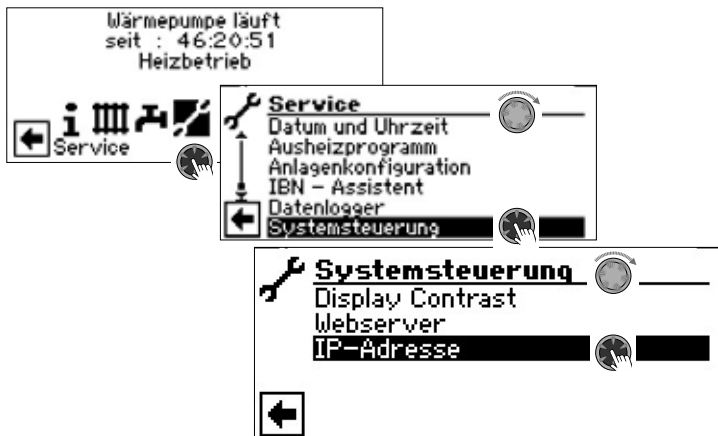 Wärmepumpe läuft
seit : 46:20:51
Heizbetrieb
Service
Service
Datum und Uhrzeit
Ausheizprogramm
Anlagenkonfiguration
IBN - Assistent
Datenlogger
Systemsteuerung
Systemsteuerung
Display Contrast
Webserver
IP-Adresse